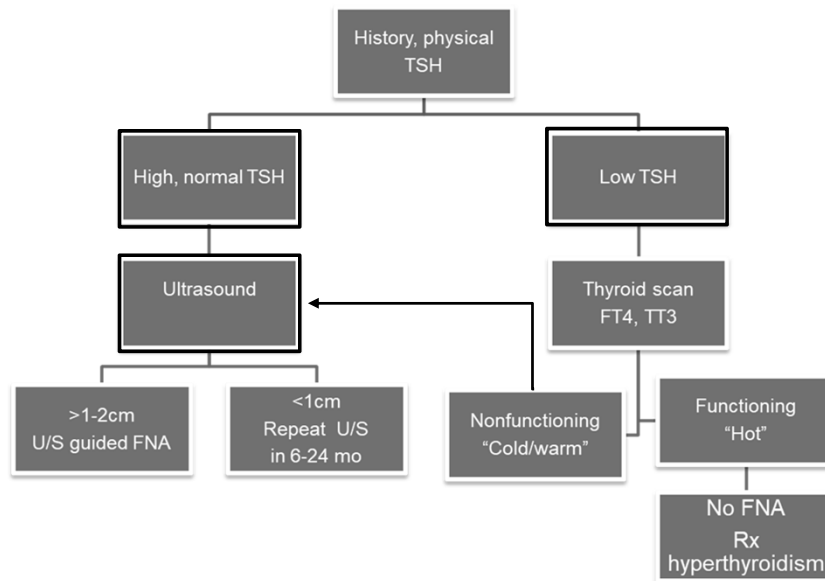 History, physical
TSH
High, normal TSH
Low TSH
Ultrasound
Thyroid scan
FT4, TT3
>1-2cm
U/S guided FNA
<1cm
Repeat U/S
in 6-24 mo
Nonfunctioning
“Cold/warm”
Functioning
“Hot”
No FNA
Rx
hyperthyroidism